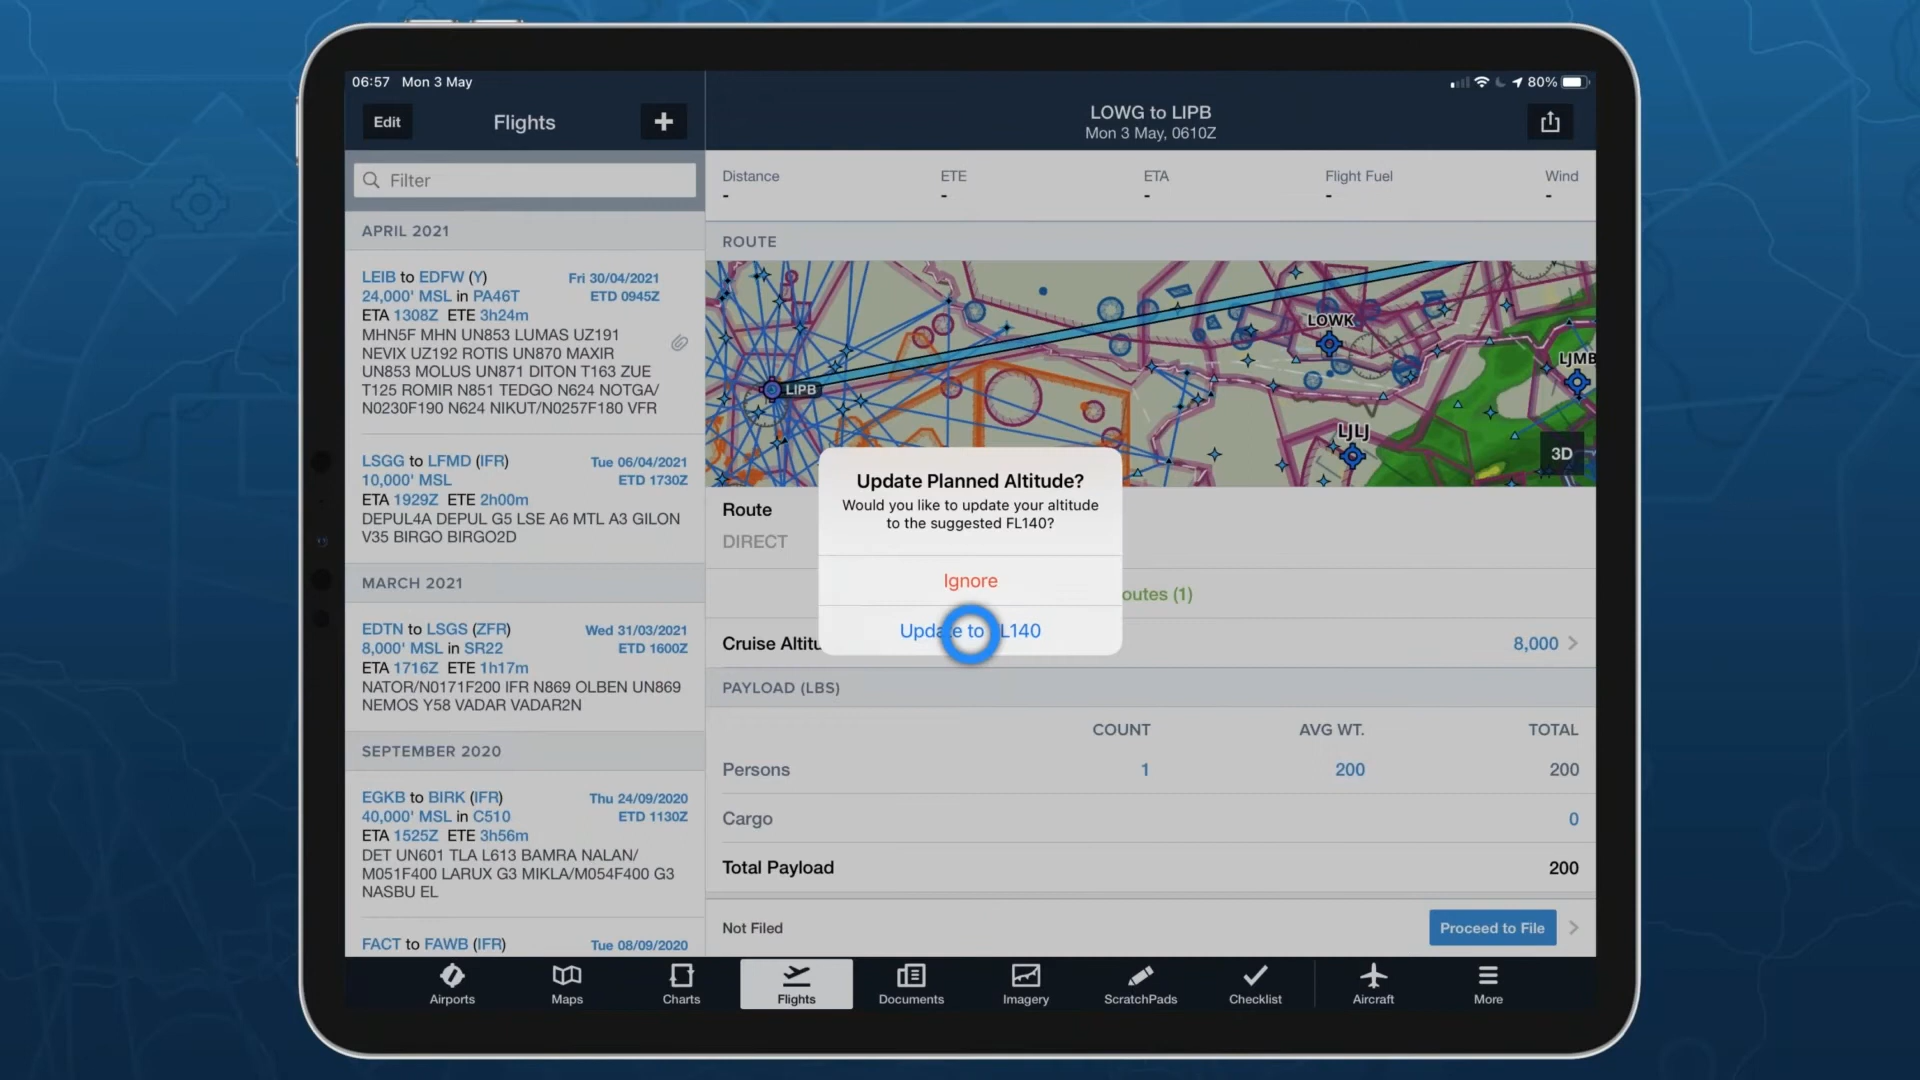 06:57 Mon 3 May
80%
Edit
Flights
+
LOWG to LIPB
Mon 3 May, 0610Z
Filter
APRIL 2021
LEIB to EDFW (Y)
Fri 30/04/2021
24,000' MSL in PA46T
ETD 0945Z
ETA 1308Z ETE 3h24m
MHN5F MHN UN853 LUMAS UZ191
NEVIX UZ192 ROTIS UN870 MAXIR
UN853 MOLUS UN871 DITON T163 ZUE
T125 ROMIR N851 TEDGO N624 NOTGA/
N0230F190 N624 NIKUT/N0257F180 VFR
LSGG to LFMD (IFR)
Tue 06/04/2021
10,000' MSL
ETD 1730Z
ETA 1929Z ETE 2h00m
DEPUL4A DEPUL G5 LSE A6 MTL A3 GILON
V35 BIRGO BIRGO2D
MARCH 2021
EDTN to LSGS (ZFR)
Wed 31/03/2021
8,000' MSL in SR22
ETD 1600Z
ETA 1716Z ETE 1h17m
NATOR/N0171F200 IFR N869 OLBEN UN869
NEMOS Y58 VADAR VADAR2N
SEPTEMBER 2020
EGKB to BIRK (IFR)
Thu 24/09/2020
40,000' MSL in C510
ETD 1130Z
ETA 1525Z ETE 3h56m
DET UN601 TLA L613 BAMRA NALAN/
M051F400 LARUX G3 MIKLA/M054F400 G3
NASBU EL
FACT to FAWB (IFR)
Tue 08/09/2020
Distance ETE ETA Flight Fuel Wind
- - - - -
ROUTE
LOWK
LJMB
LIPB
LJLJ
3D
Route
DIRECT
outes (1)
Cruise Altitu
8,000
Update Planned Altitude?
Would you like to update your altitude
to the suggested FL140?
Ignore
Update to FL140
PAYLOAD (LBS)
COUNT AVG WT. TOTAL
Persons 1 200 200
Cargo 0
Total Payload 200
Not Filed
Proceed to File
Airports Maps Charts Flights Documents Imagery ScratchPads Checklist Aircraft More